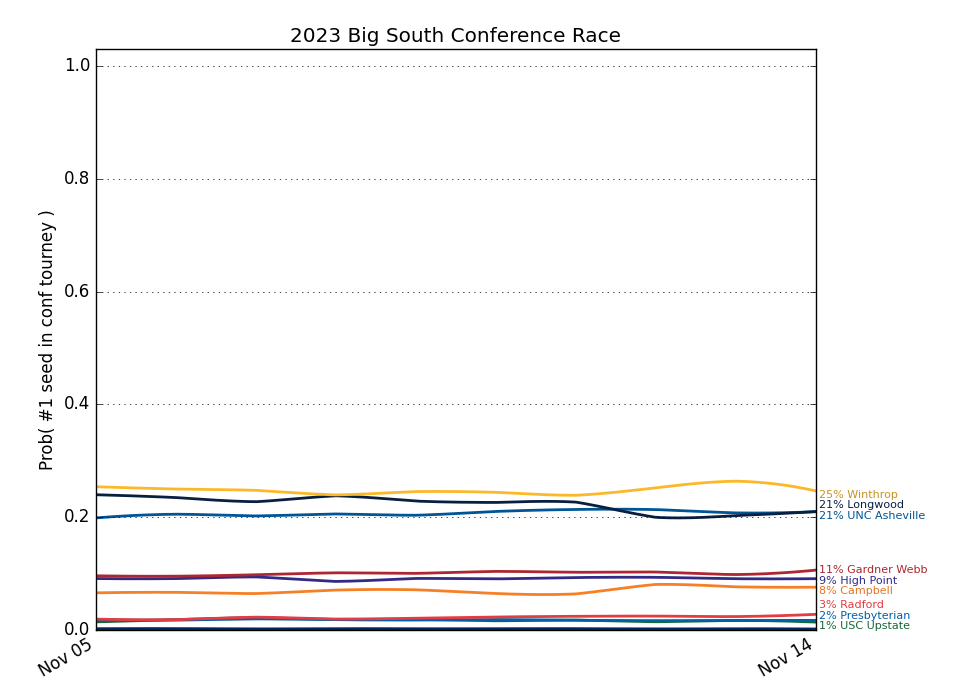 2023 Big South Conference Race
Prob( #1 seed in conf tourney )
1.0
0.8
0.6
0.4
0.2
0.0
Nov 05
Nov 14
25% Winthrop
21% Longwood
21% UNC Asheville
11% Gardner Webb
9% High Point
8% Campbell
3% Radford
2% Presbyterian
1% USC Upstate